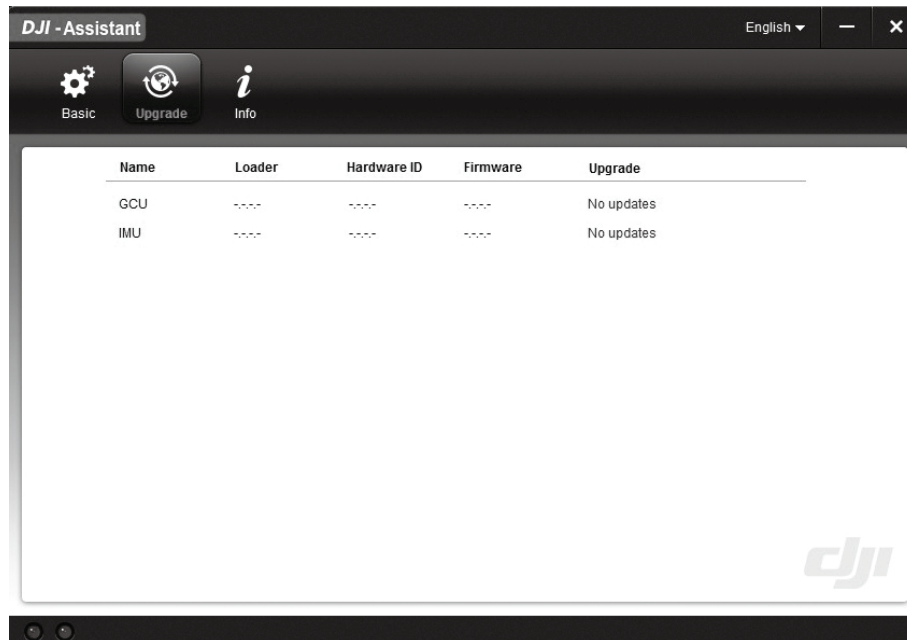 DJI - Assistant English
Basic Upgrade Info
Name Loader Hardware ID Firmware Upgrade
GCU -.-.-.- -.-.-.- -.-.-.- No updates
IMU -.-.-.- -.-.-.- -.-.-.- No updates
dji